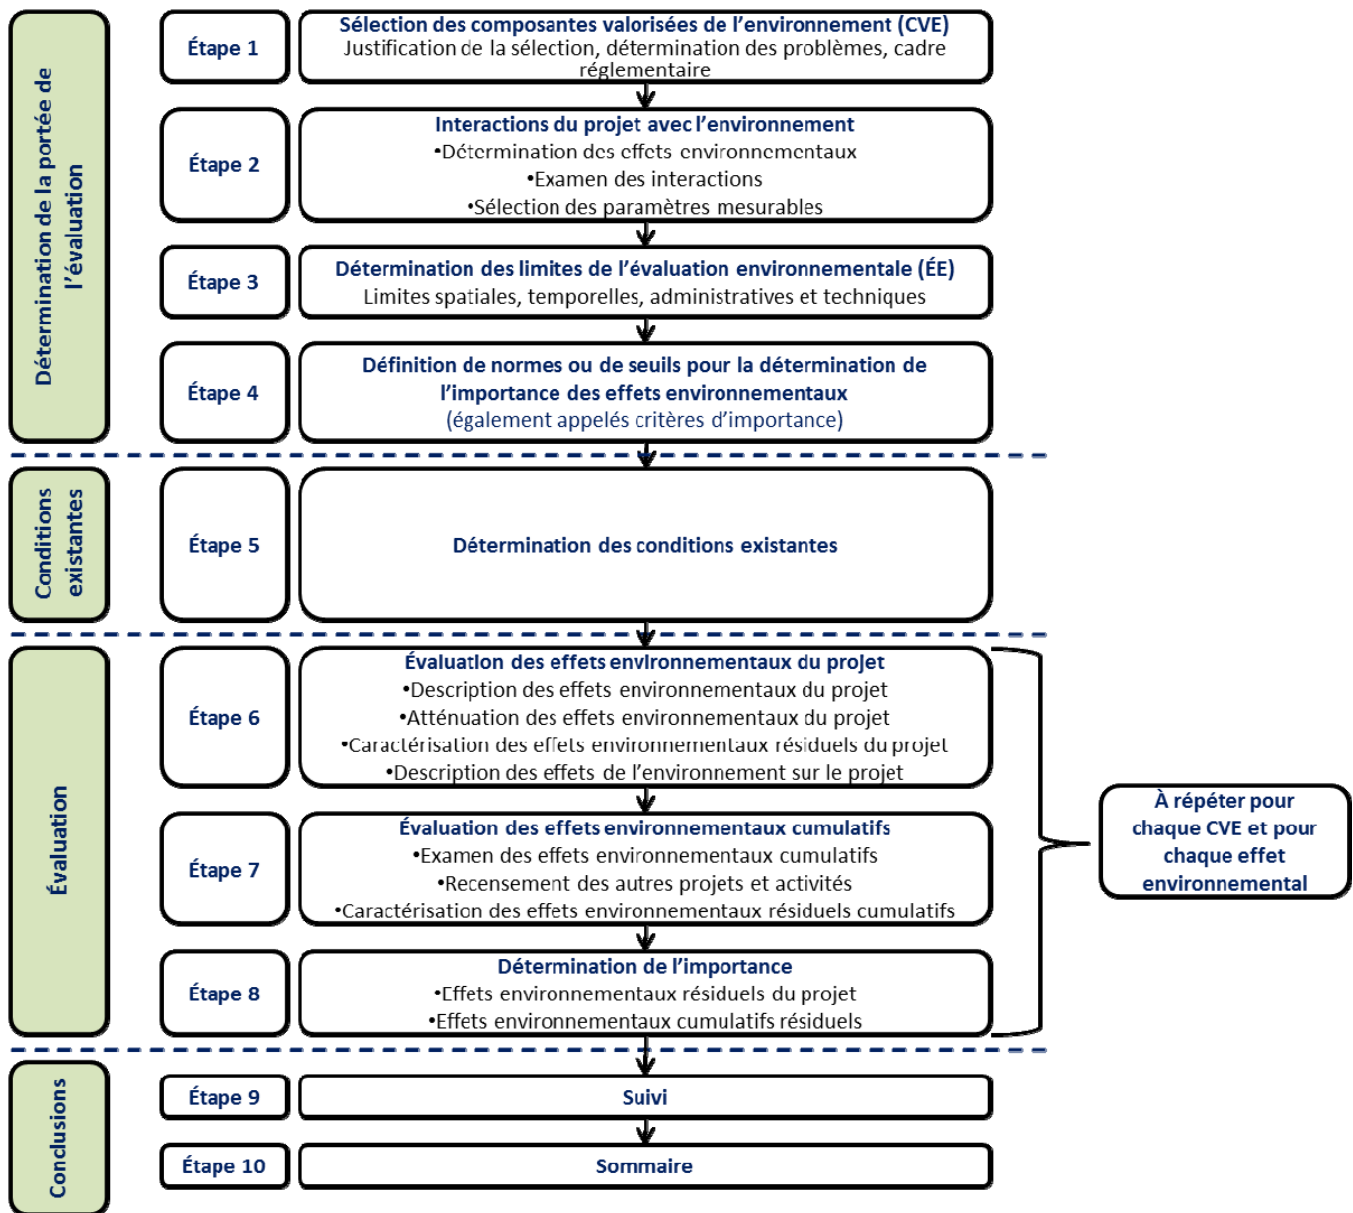 Détermination de la portée de
l'évaluation
Étape 1
Sélection des composantes valorisées de l'environnement (CVE)
Justification de la sélection, détermination des problèmes, cadre
réglementaire
Étape 2
Interactions du projet avec l'environnement
•Détermination des effets environnementaux
•Examen des interactions
•Sélection des paramètres mesurables
Étape 3
Détermination des limites de l'évaluation environnementale (ÉE)
Limites spatiales, temporelles, administratives et techniques
Étape 4
Définition de normes ou de seuils pour la détermination de
l'importance des effets environnementaux
(également appelés critères d'importance)
Conditions
existantes
Étape 5
Détermination des conditions existantes
Évaluation
Étape 6
Évaluation des effets environnementaux du projet
•Description des effets environnementaux du projet
•Atténuation des effets environnementaux du projet
•Caractérisation des effets environnementaux résiduels du projet
•Description des effets de l'environnement sur le projet
Étape 7
Évaluation des effets environnementaux cumulatifs
•Examen des effets environnementaux cumulatifs
•Recensement des autres projets et activités
•Caractérisation des effets environnementaux résiduels cumulatifs
Étape 8
Détermination de l'importance
•Effets environnementaux résiduels du projet
•Effets environnementaux cumulatifs résiduels
À répéter pour
chaque CVE et pour
chaque effet
environnemental
Conclusions
Étape 9
Suivi
Étape 10
Sommaire